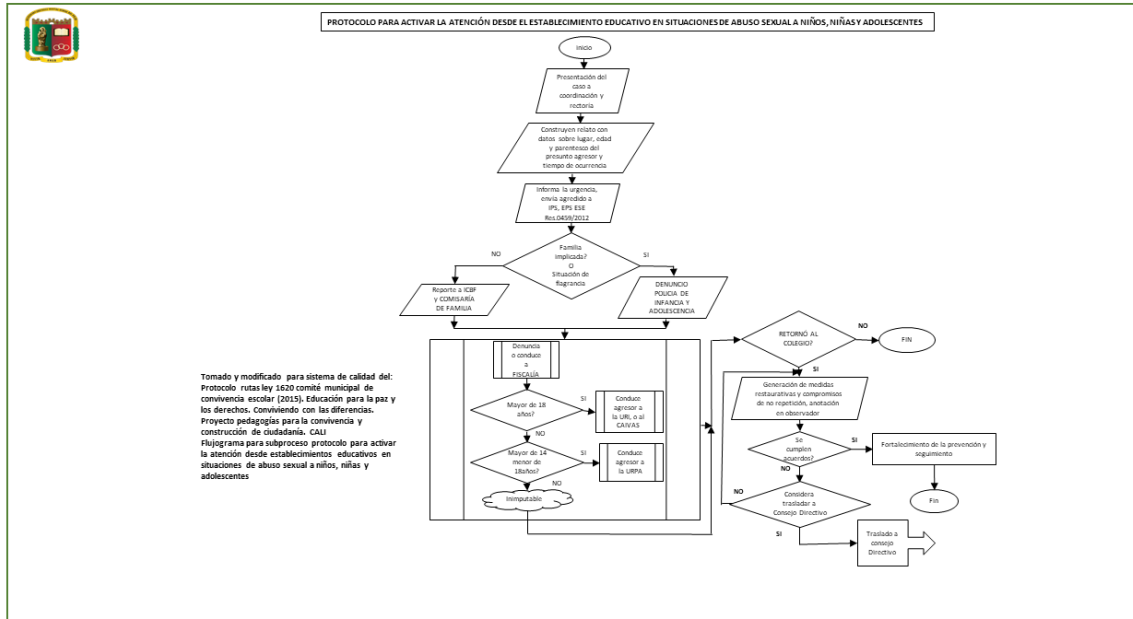 PROTOCOLO PARA ACTIVAR LA ATENCIÓN DESDE EL ESTABLECIMIENTO EDUCATIVO EN SITUACIONES DE ABUSO SEXUAL A NIÑOS, NIÑAS Y ADOLESCENTES
Inicio
Presentación del
caso a
coordinación y
rectoría
Construyen relato con
datos sobre lugar, edad
y parentesco del
presunto agresor y
tiempo de ocurrencia
Informa la urgencia,
envía agredido a
IPS, EPS ESE
Res.0459/2012
Familia
implicada?
O
Situación de
flagrancia
NO
SI
Reporte a ICBF
y COMISARÍA
DE FAMILIA
DENUNCIO
POLICIA DE
INFANCIA Y
ADOLESCENCIA
Denuncia
o conduce
a
FISCALÍA
Mayor de 18
años?
SI
Conduce
agresor a
la URI, o al
CAIVAS
NO
Mayor de 14
menor de
18años?
SI
Conduce
agresor a
la URPA
NO
Inimputable
RETORNÓ AL
COLEGIO?
NO
FIN
SI
Generación de medidas
restaurativas y compromisos
de no repetición, anotación
en observador
Se
cumplen
acuerdos?
SI
Fortalecimiento de la prevención y
seguimiento
Fin
NO
Considera
trasladar a
Consejo Directivo
NO
SI
Traslado a
consejo
Directivo
Tomado y modificado para sistema de calidad del:
Protocolo rutas ley 1620 comité municipal de
convivencia escolar (2015). Educación para la paz y
los derechos. Conviviendo con las diferencias.
Proyecto pedagogías para la convivencia y
construcción de ciudadanía. CALI
Flujograma para subproceso protocolo para activar
la atención desde establecimientos educativos en
situaciones de abuso sexual a niños, niñas y
adolescentes